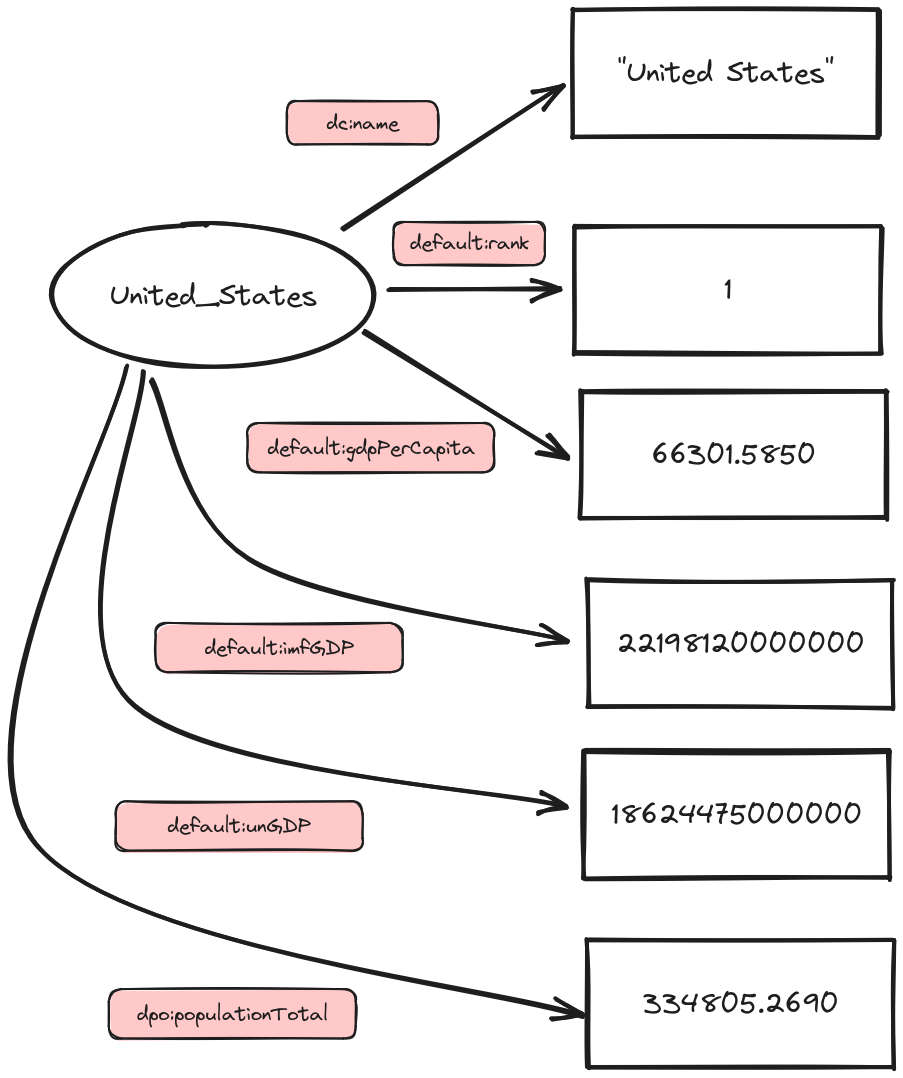 "United States"
dc:name
default:rank
United_States
1
default:gdpPerCapita
66301.5850
default:imfGDP
22198120000000
default:unGDP
18624475000000
dpo:populationTotal
334805.2690